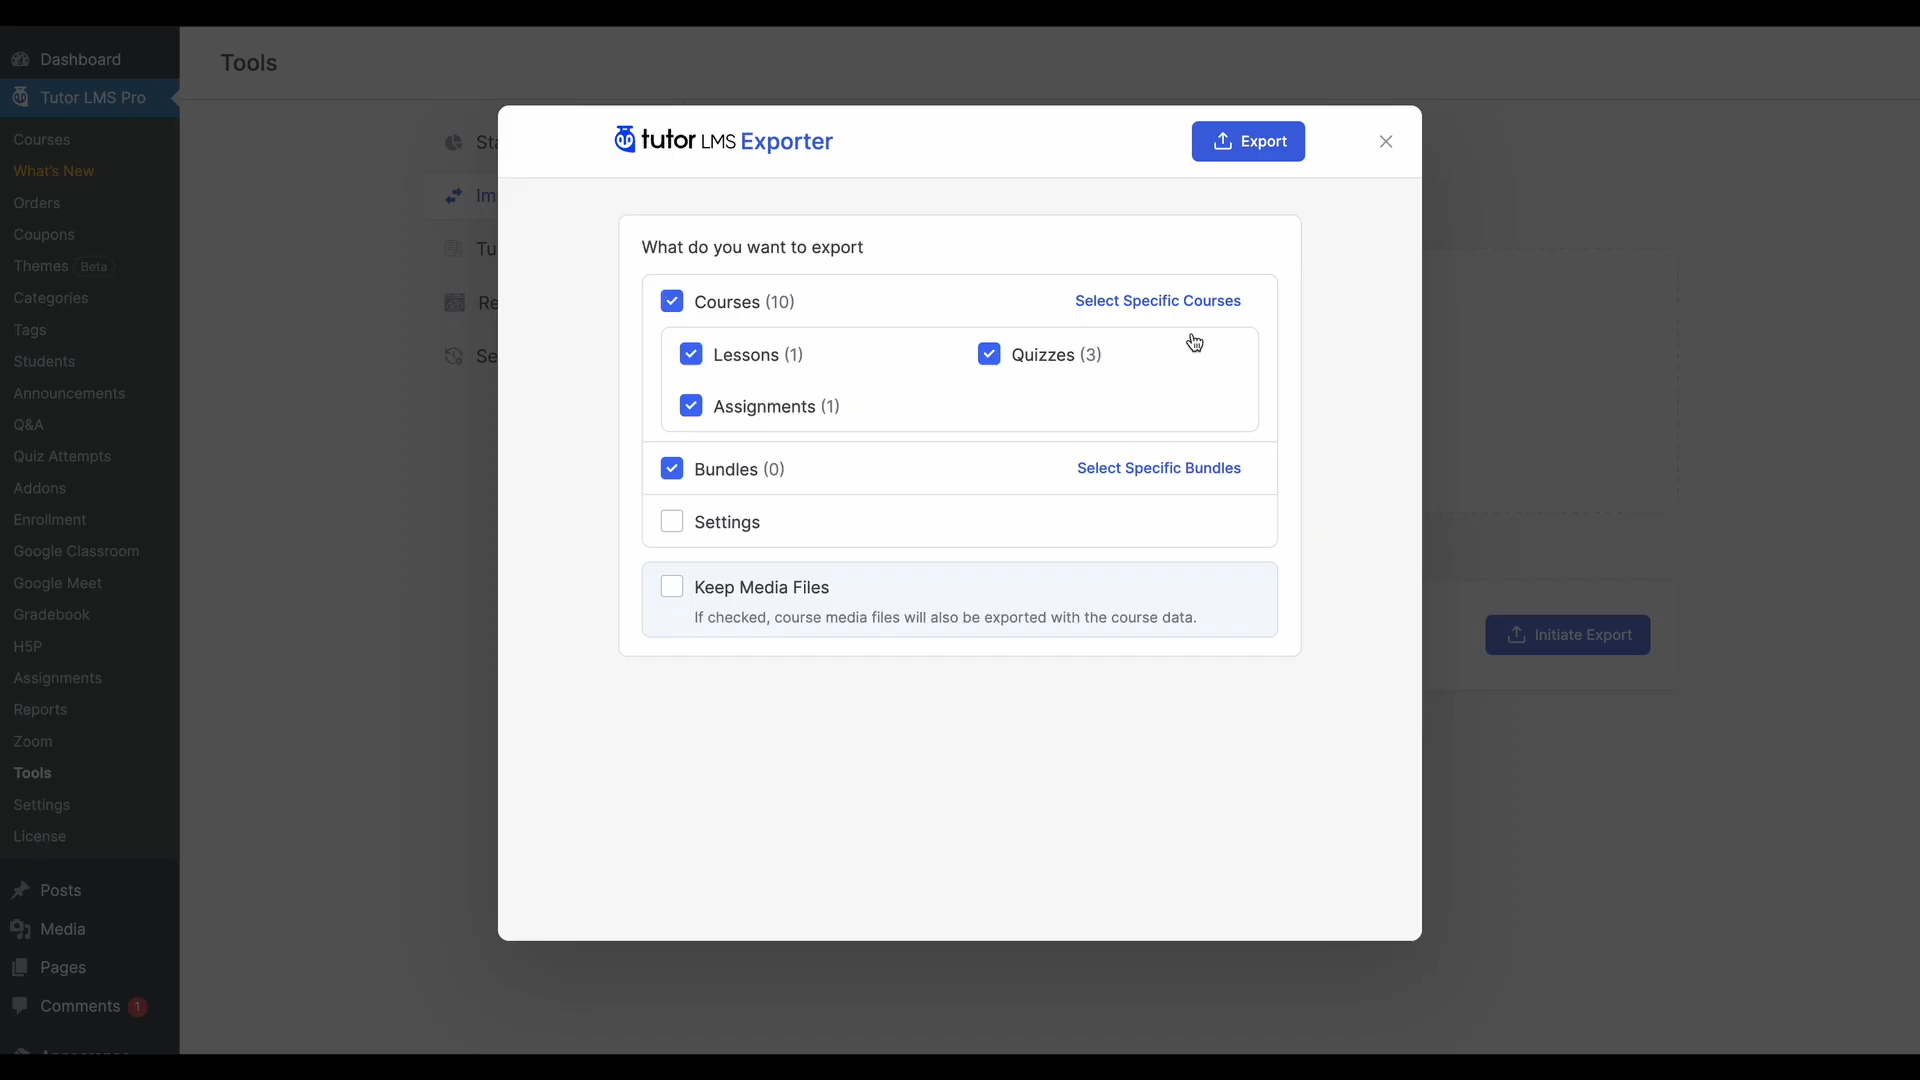 Dashboard
Tutor LMS Pro
Courses
What's New
Orders
Coupons
Themes Beta
Categories
Tags
Students
Announcements
Q&A
Quiz Attempts
Addons
Enrollment
Google Classroom
Google Meet
Gradebook
H5P
Assignments
Reports
Zoom
Tools
Settings
License
Posts
Media
Pages
Comments 1
Tools
tutor LMS Exporter
Export
What do you want to export
Courses (10)
Select Specific Courses
Lessons (1)
Quizzes (3)
Assignments (1)
Bundles (0)
Select Specific Bundles
Settings
Keep Media Files
If checked, course media files will also be exported with the course data.
Initiate Export